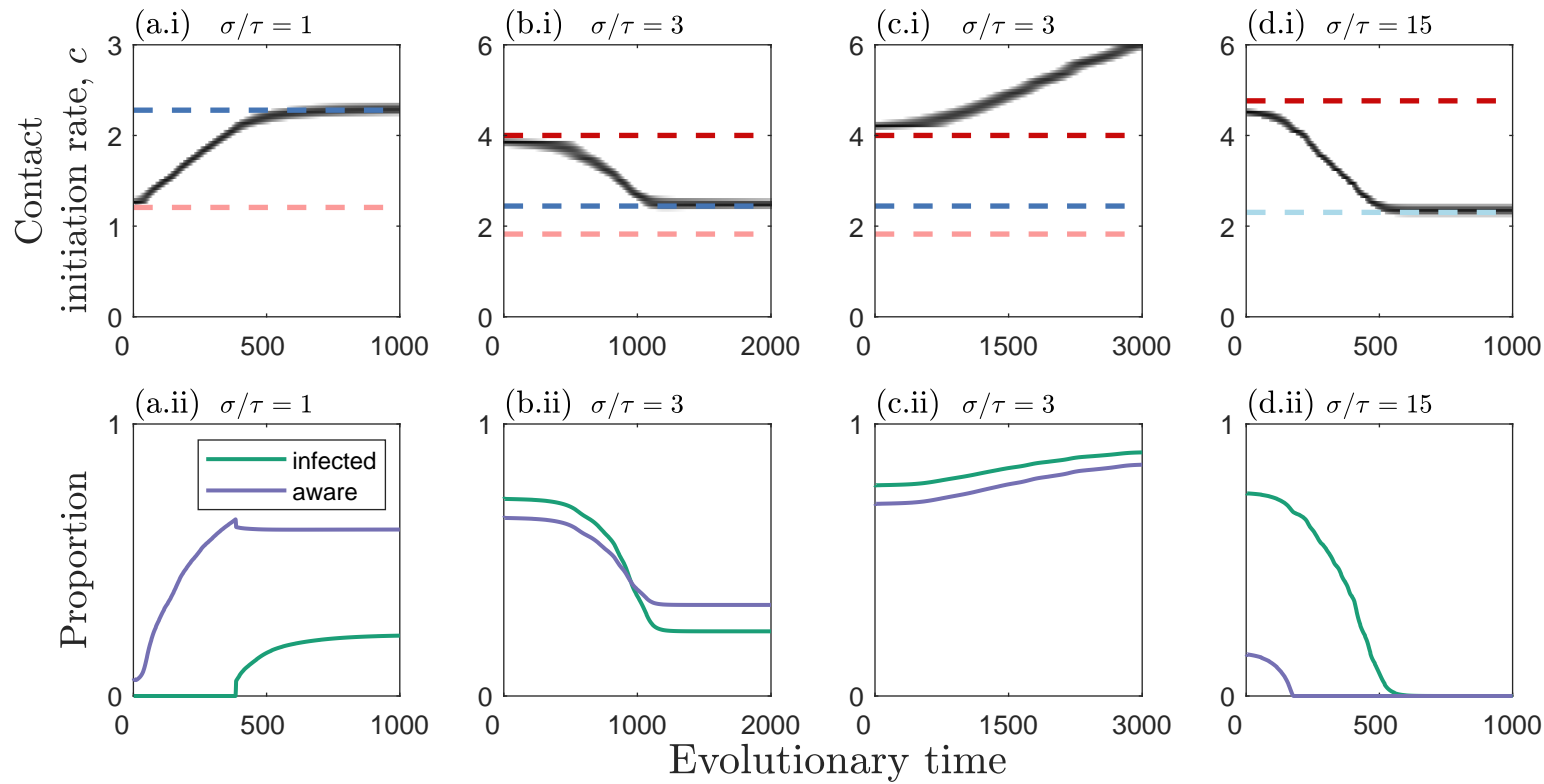 (a.i) σ/τ = 1
(b.i) σ/τ = 3
(c.i) σ/τ = 3
(d.i) σ/τ = 15
Contact
initiation rate, c
3
2
1
0
0 500 1000
6
4
2
0
0 1000 2000
6
4
2
0
0 1500 3000
6
4
2
0
0 500 1000
(a.ii) σ/τ = 1
(b.ii) σ/τ = 3
(c.ii) σ/τ = 3
(d.ii) σ/τ = 15
Proportion
infected
aware
1
0
0 500 1000
1
0
0 1000 2000
1
0
0 1500 3000
1
0
0 500 1000
Evolutionary time